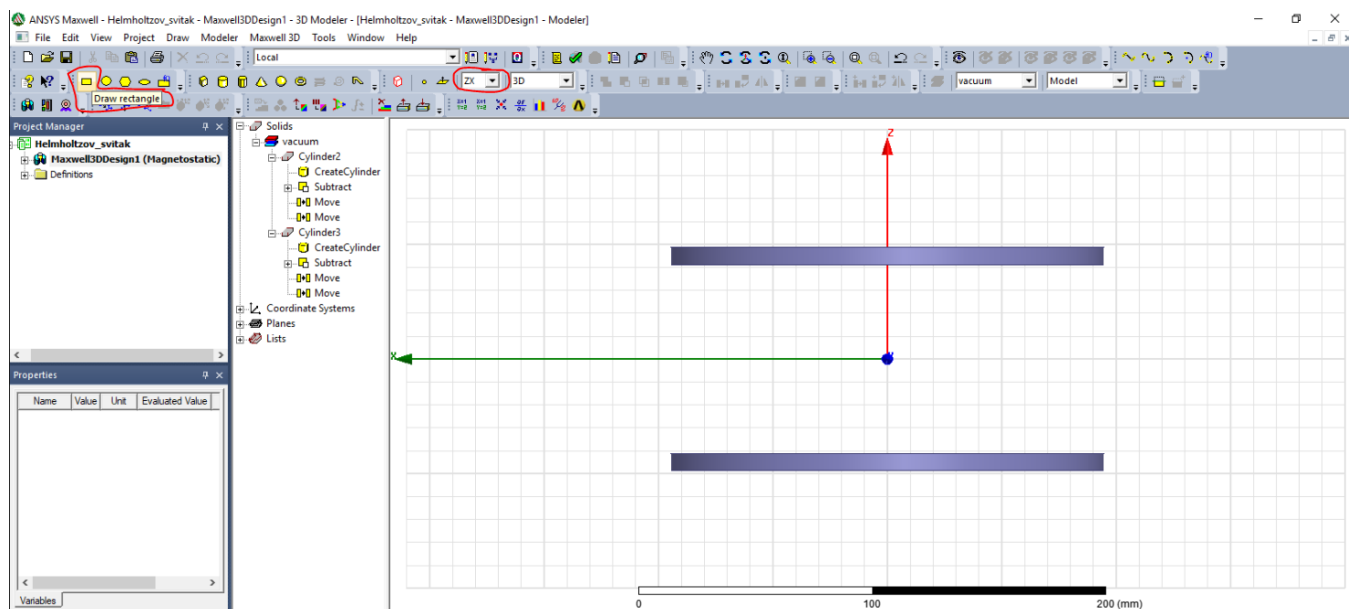 ANSYS Maxwell - Helmholtzov_svitak - Maxwell3DDesign1 - 3D Modeler - [Helmholtzov_svitak - Maxwell3DDesign1 - Modeler]
File Edit View Project Draw Modeler Maxwell 3D Tools Window Help
Local
ZX 3D vacuum Model
Draw rectangle
Project Manager
Helmholtzov_svitak
Maxwell3DDesign1 (Magnetostatic)
Definitions
Solids
vacuum
Cylinder2
CreateCylinder
Subtract
Move
Move
Cylinder3
CreateCylinder
Subtract
Move
Move
Coordinate Systems
Planes
Lists
Properties
Name Value Unit Evaluated Value
Variables
Z
X
0 100 200 (mm)